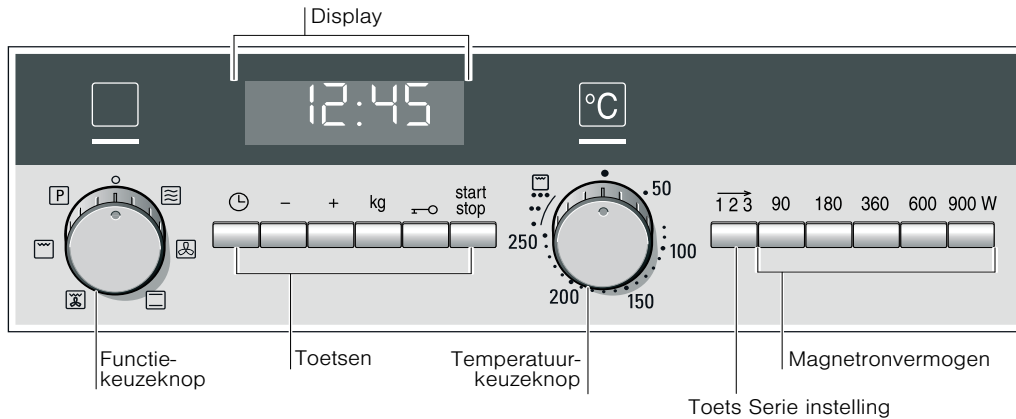 Display
12:45
°C
P
– + kg start
stop
50
100
150
200
250
1 2 3 90 180 360 600 900 W
Functie-
keuzeknop
Toetsen
Temperatuur-
keuzeknop
Magnetronvermogen
Toets Serie instelling